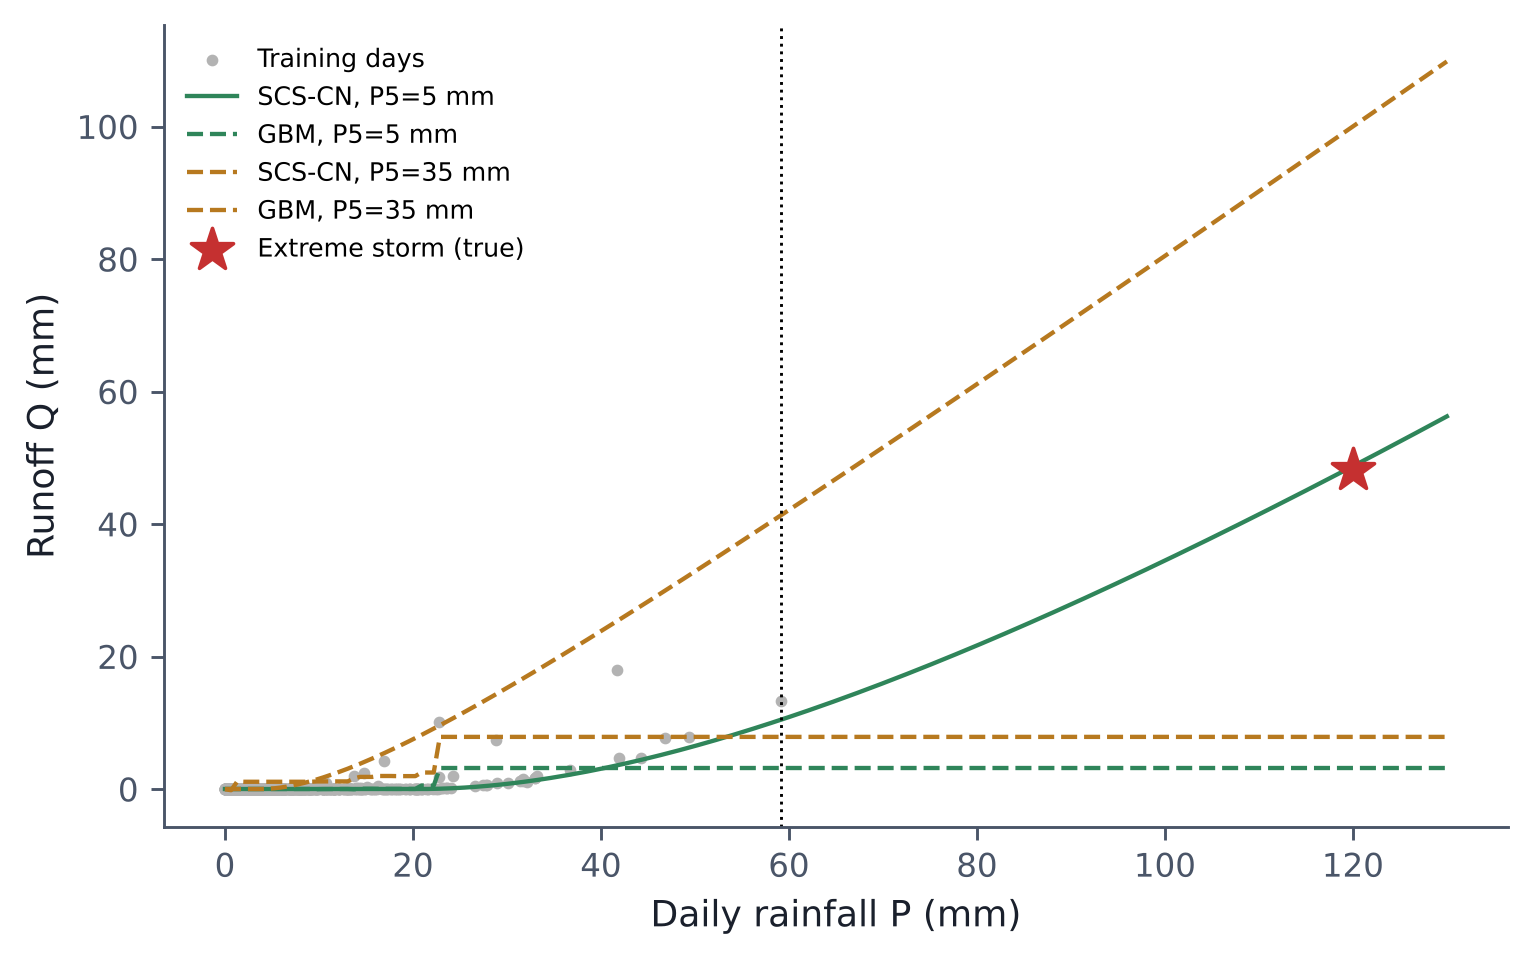 Training days
SCS-CN, P5=5 mm
GBM, P5=5 mm
SCS-CN, P5=35 mm
GBM, P5=35 mm
Extreme storm (true)
100
80
60
40
20
0
Runoff Q (mm)
0 20 40 60 80 100 120
Daily rainfall P (mm)